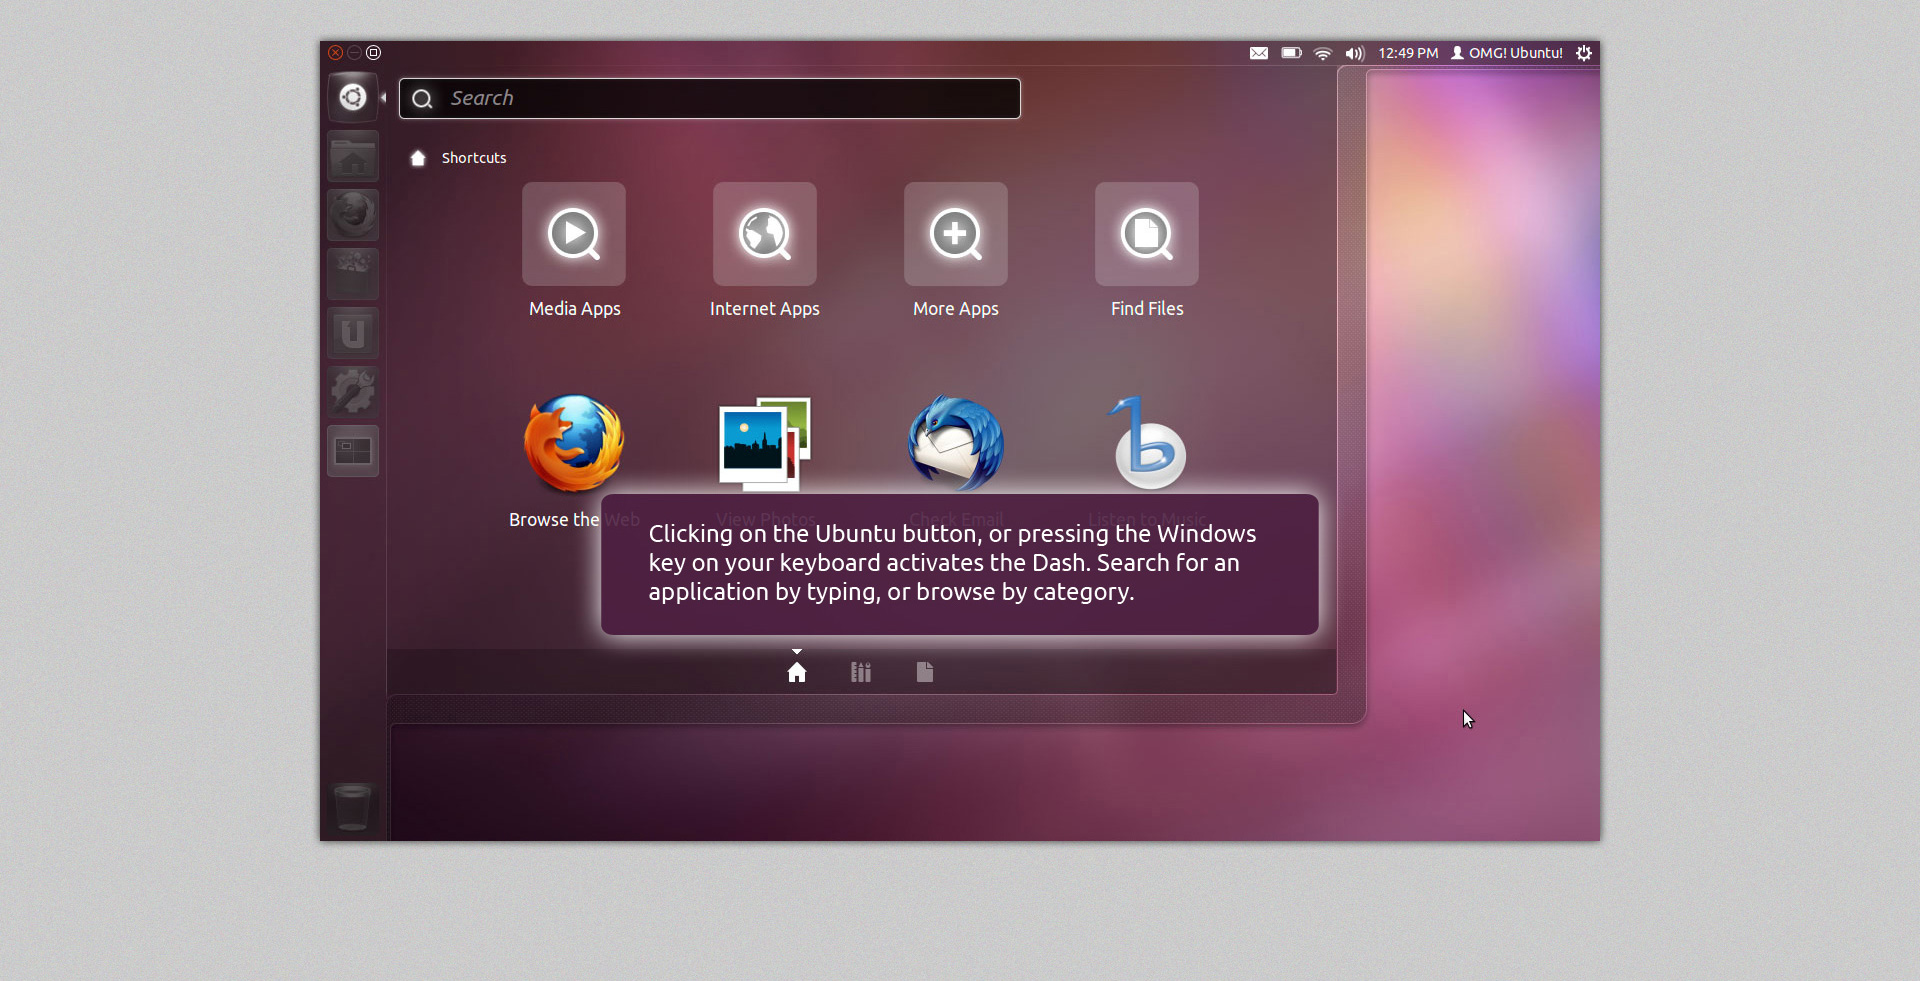 12:49 PM OMG! Ubuntu!
Search
Shortcuts
Media Apps Internet Apps More Apps Find Files
Browse the Web View Photos Check Email Listen to Music
Clicking on the Ubuntu button, or pressing the Windows
key on your keyboard activates the Dash. Search for an
application by typing, or browse by category.